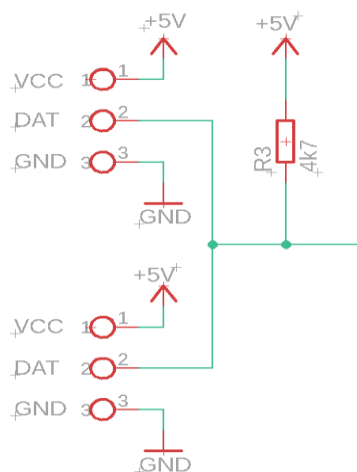 +5V
+5V
VCC 1 1
DAT 2 2
GND 3 3
R3
4k7
GND
+5V
VCC 1 1
DAT 2 2
GND 3 3
GND